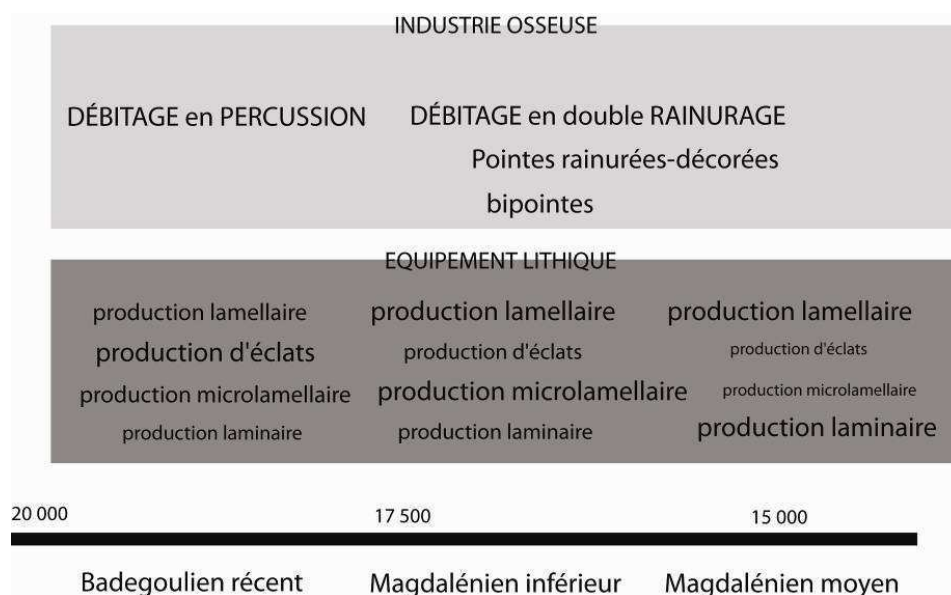 INDUSTRIE OSSEUSE
DÉBITAGE en PERCUSSION DÉBITAGE en double RAINURAGE
Pointes rainurées-décorées
bipointes
EQUIPEMENT LITHIQUE
production lamellaire production lamellaire production lamellaire
production d'éclats production d'éclats production d'éclats
production microlamellaire production microlamellaire production microlamellaire
production laminaire production laminaire production laminaire
20 000 17 500 15 000
Badegoulien récent Magdalénien inférieur Magdalénien moyen